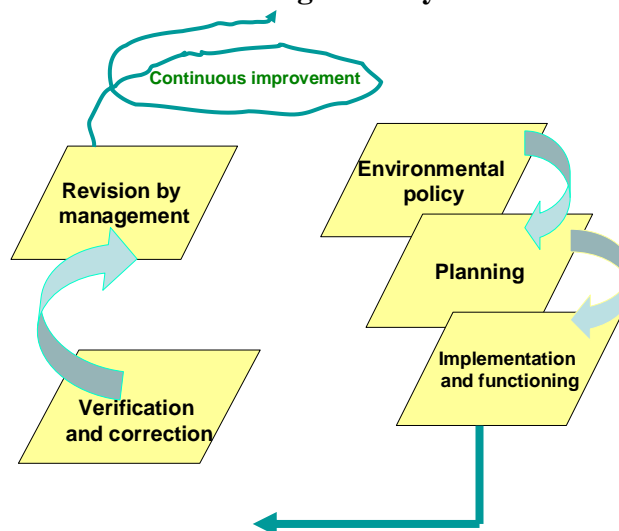 Continuous improvement
Revision by
management
Environmental
policy
Planning
Implementation
and functioning
Verification
and correction